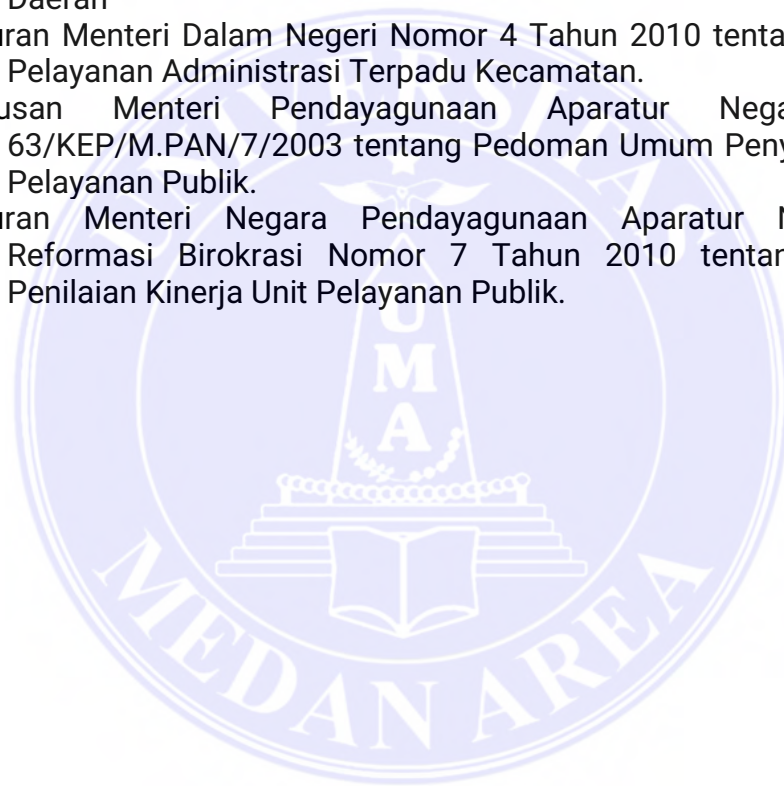 Daerah
uran Menteri Dalam Negeri Nomor 4 Tahun 2010 tenta
Pelayanan Administrasi Terpadu Kecamatan.
usan Menteri Pendayagunaan Aparatur Nega
63/KEP/M.PAN/7/2003 tentang Pedoman Umum Peny
Pelayanan Publik.
uran Menteri Negara Pendayagunaan Aparatur N
Reformasi Birokrasi Nomor 7 Tahun 2010 tentan
Penilaian Kinerja Unit Pelayanan Publik.
UNIVERSITAS
U
M
A
MEDAN AREA